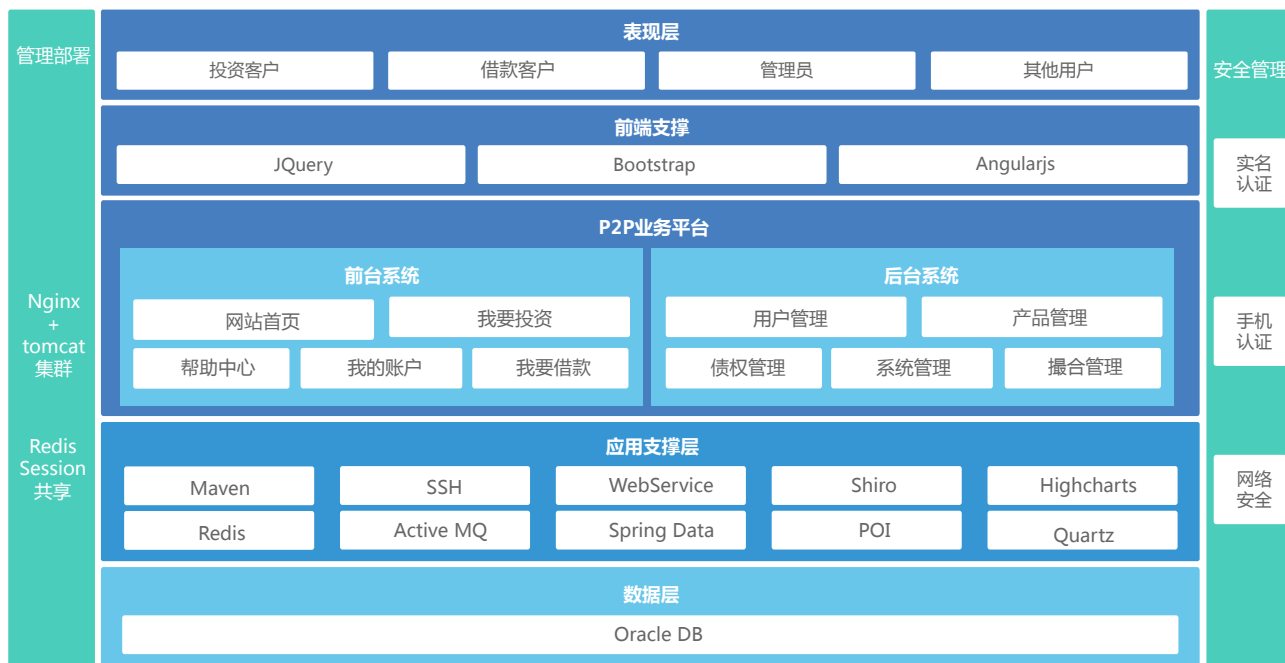 管理部署
Nginx
+
tomcat
集群
Redis
Session
共享
表现层
投资客户
借款客户
管理员
其他用户
前端支撑
JQuery
Bootstrap
Angularjs
P2P业务平台
前台系统
网站首页
我要投资
帮助中心
我的账户
我要借款
后台系统
用户管理
产品管理
债权管理
系统管理
撮合管理
应用支撑层
Maven
SSH
WebService
Shiro
Highcharts
Redis
Active MQ
Spring Data
POI
Quartz
数据层
Oracle DB
安全管理
实名
认证
手机
认证
网络
安全